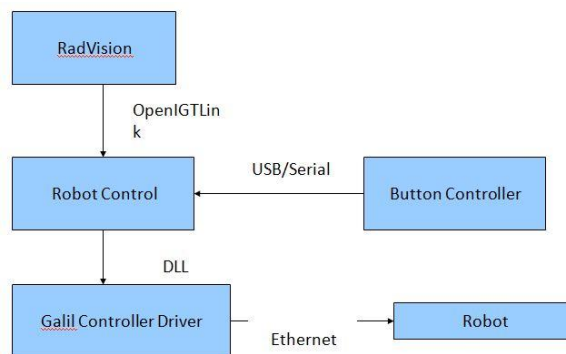 RadVision
OpenIGTLin
k
USB/Serial
Robot Control
Button Controller
DLL
Galil Controller Driver
Robot
Ethernet